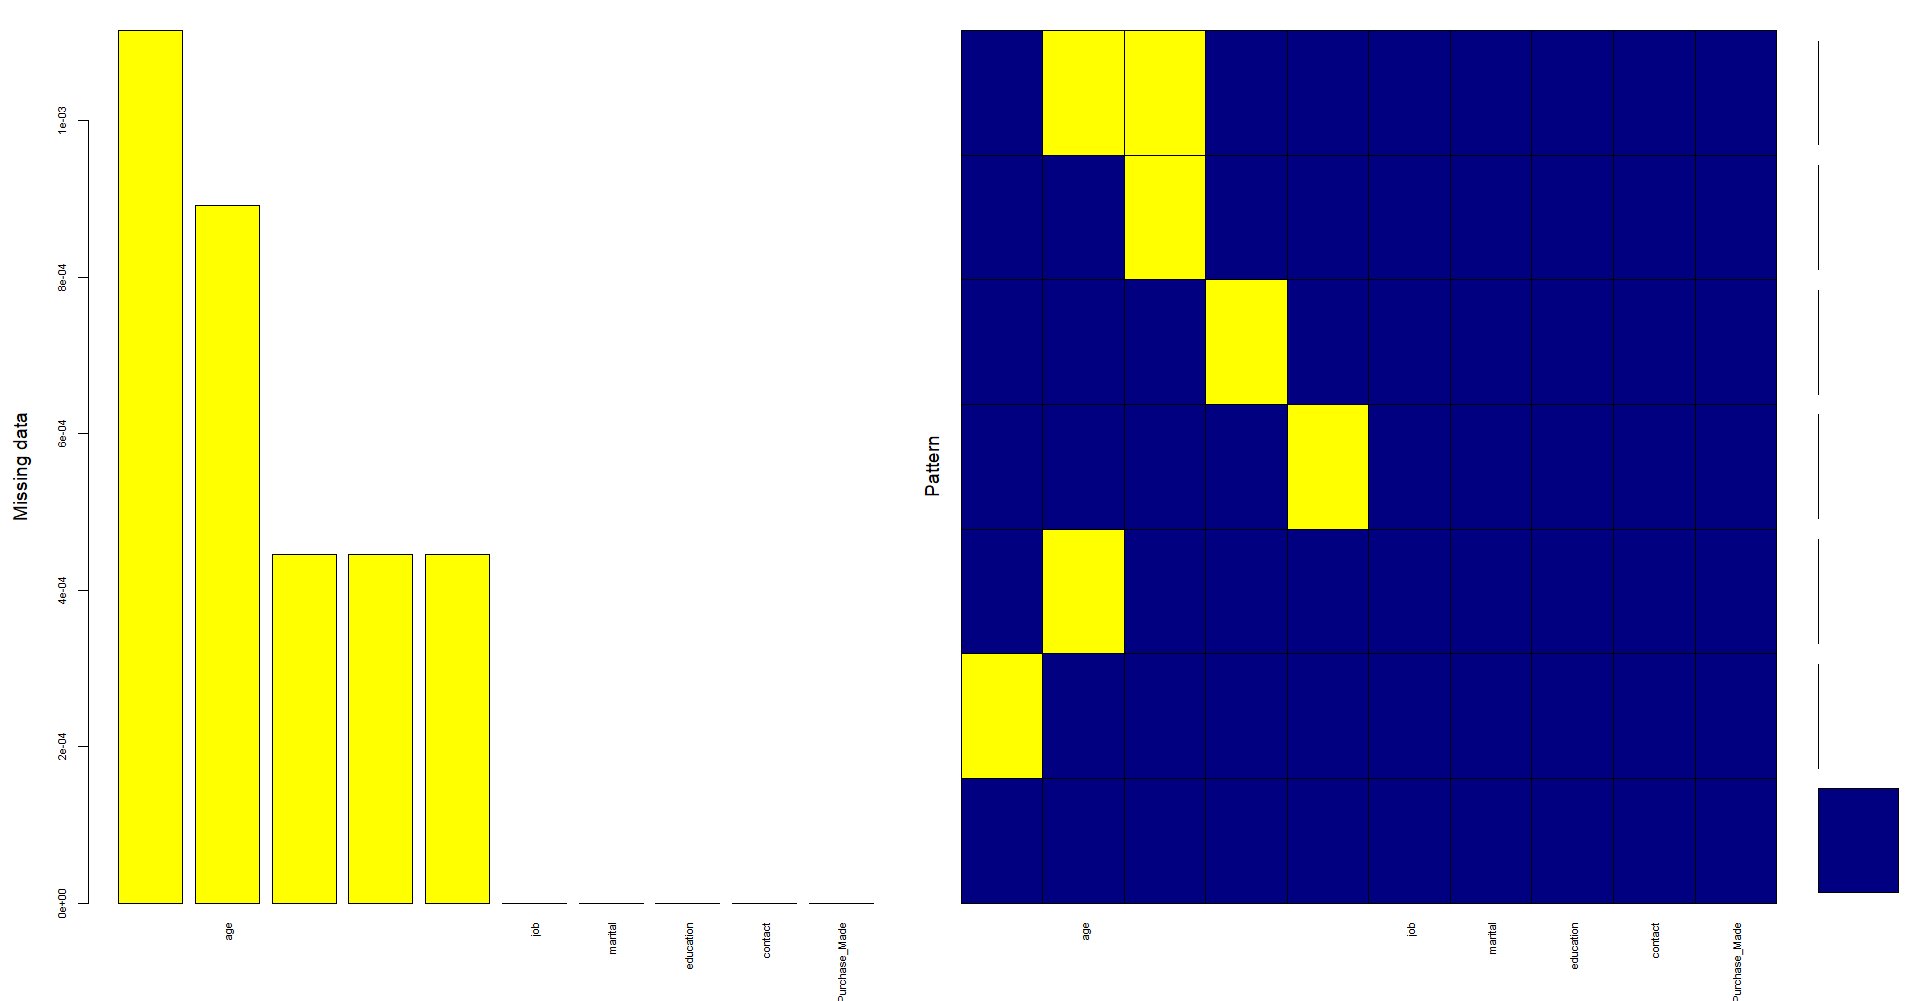 Missing data
1e-03
8e-04
6e-04
4e-04
2e-04
0e+00
age
job
marital
education
contact
Purchase_Made
Pattern
age
job
marital
education
contact
Purchase_Made